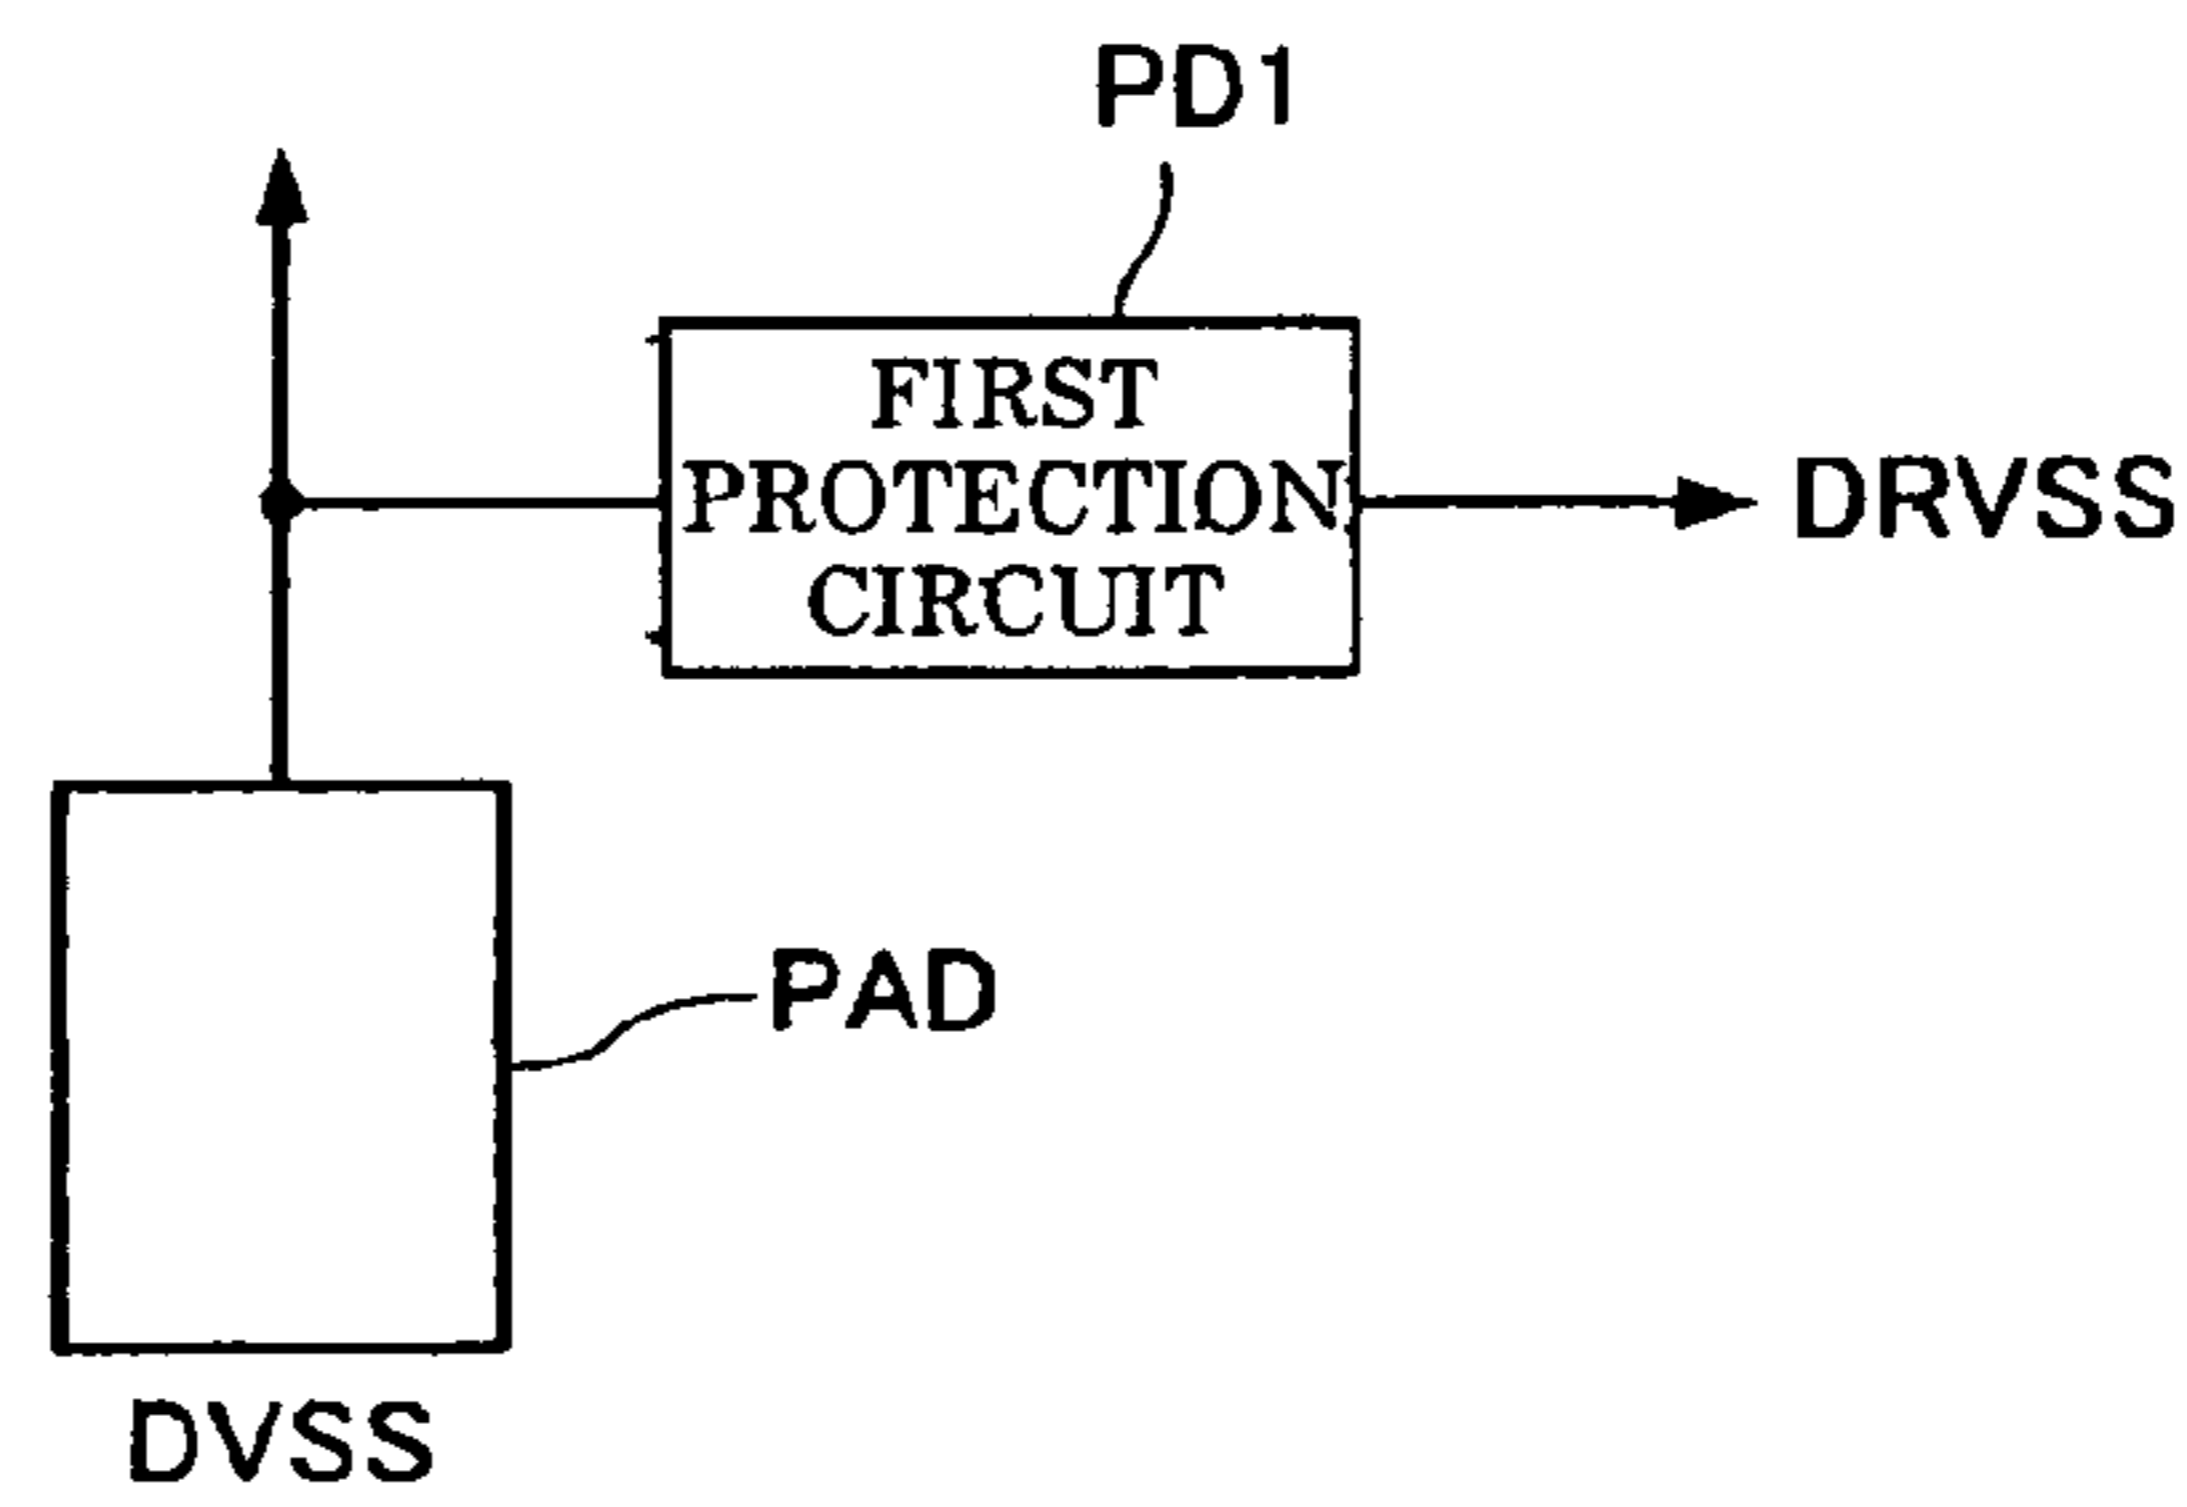 PD1
FIRST
PROTECTION
CIRCUIT
DRVSS
PAD
DVSS